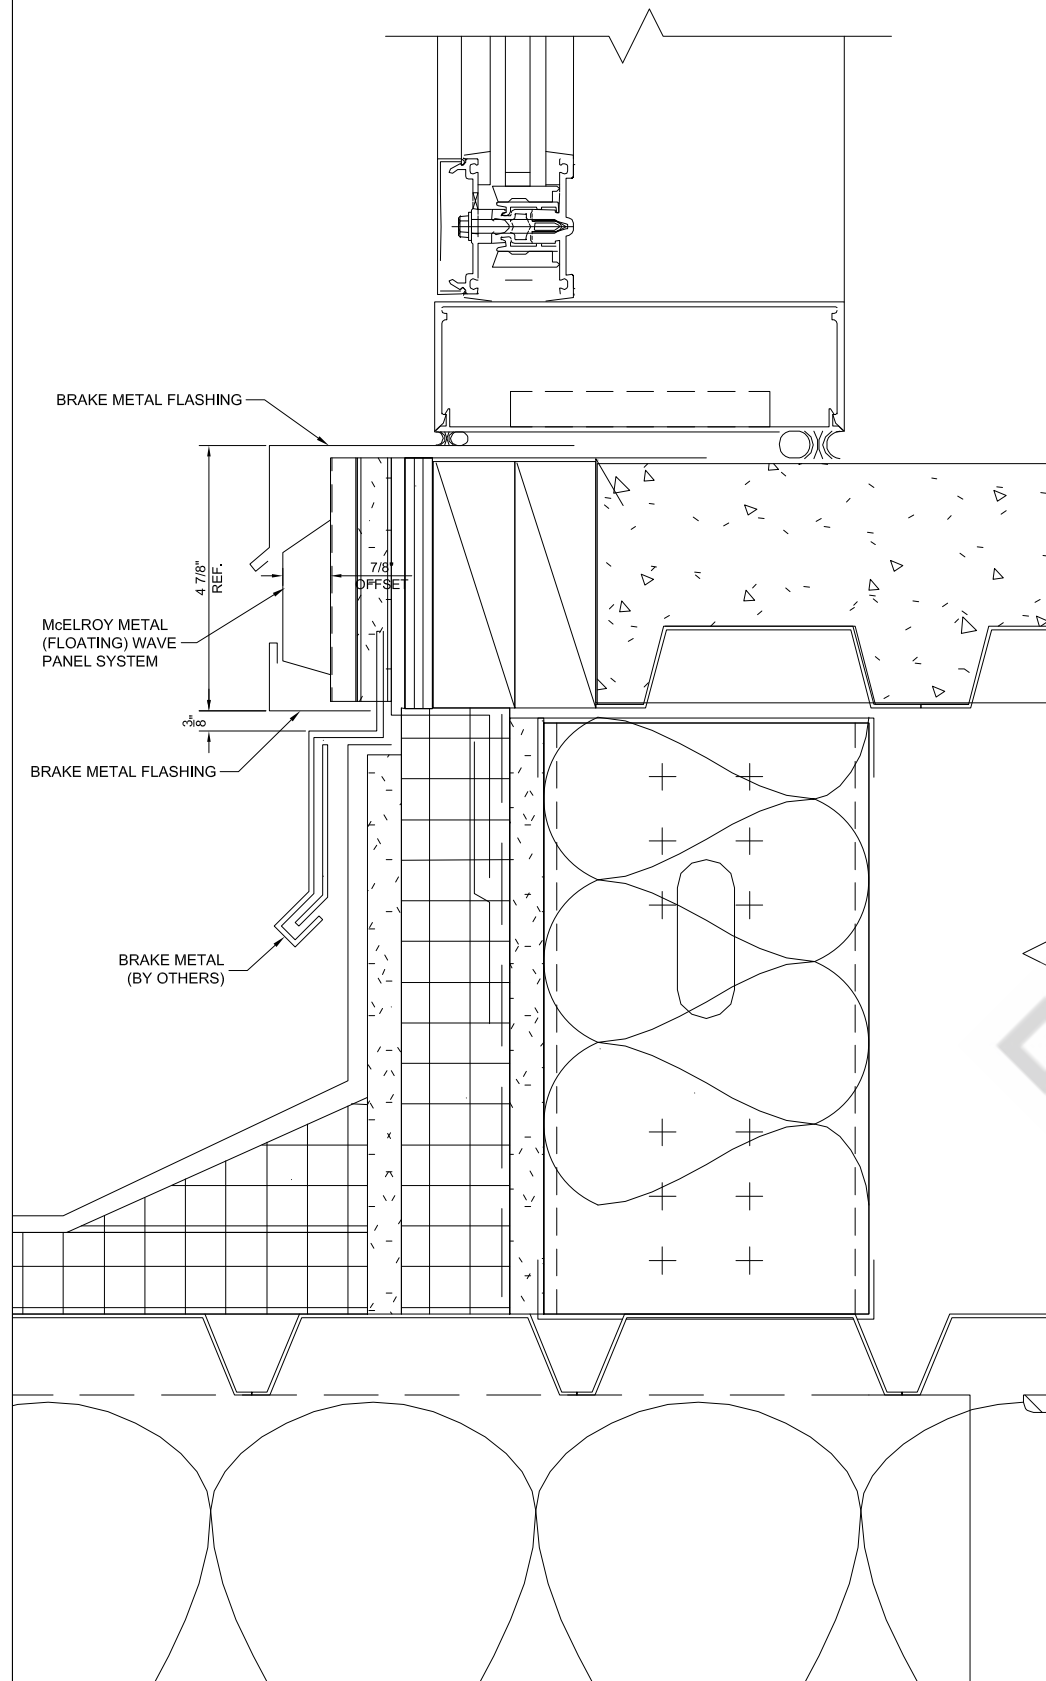 BRAKE METAL FLASHING
4 7/8"
REF.
7/8"
OFFSET
McELROY METAL
(FLOATING) WAVE
PANEL SYSTEM
3"
8
BRAKE METAL FLASHING
BRAKE METAL
(BY OTHERS)